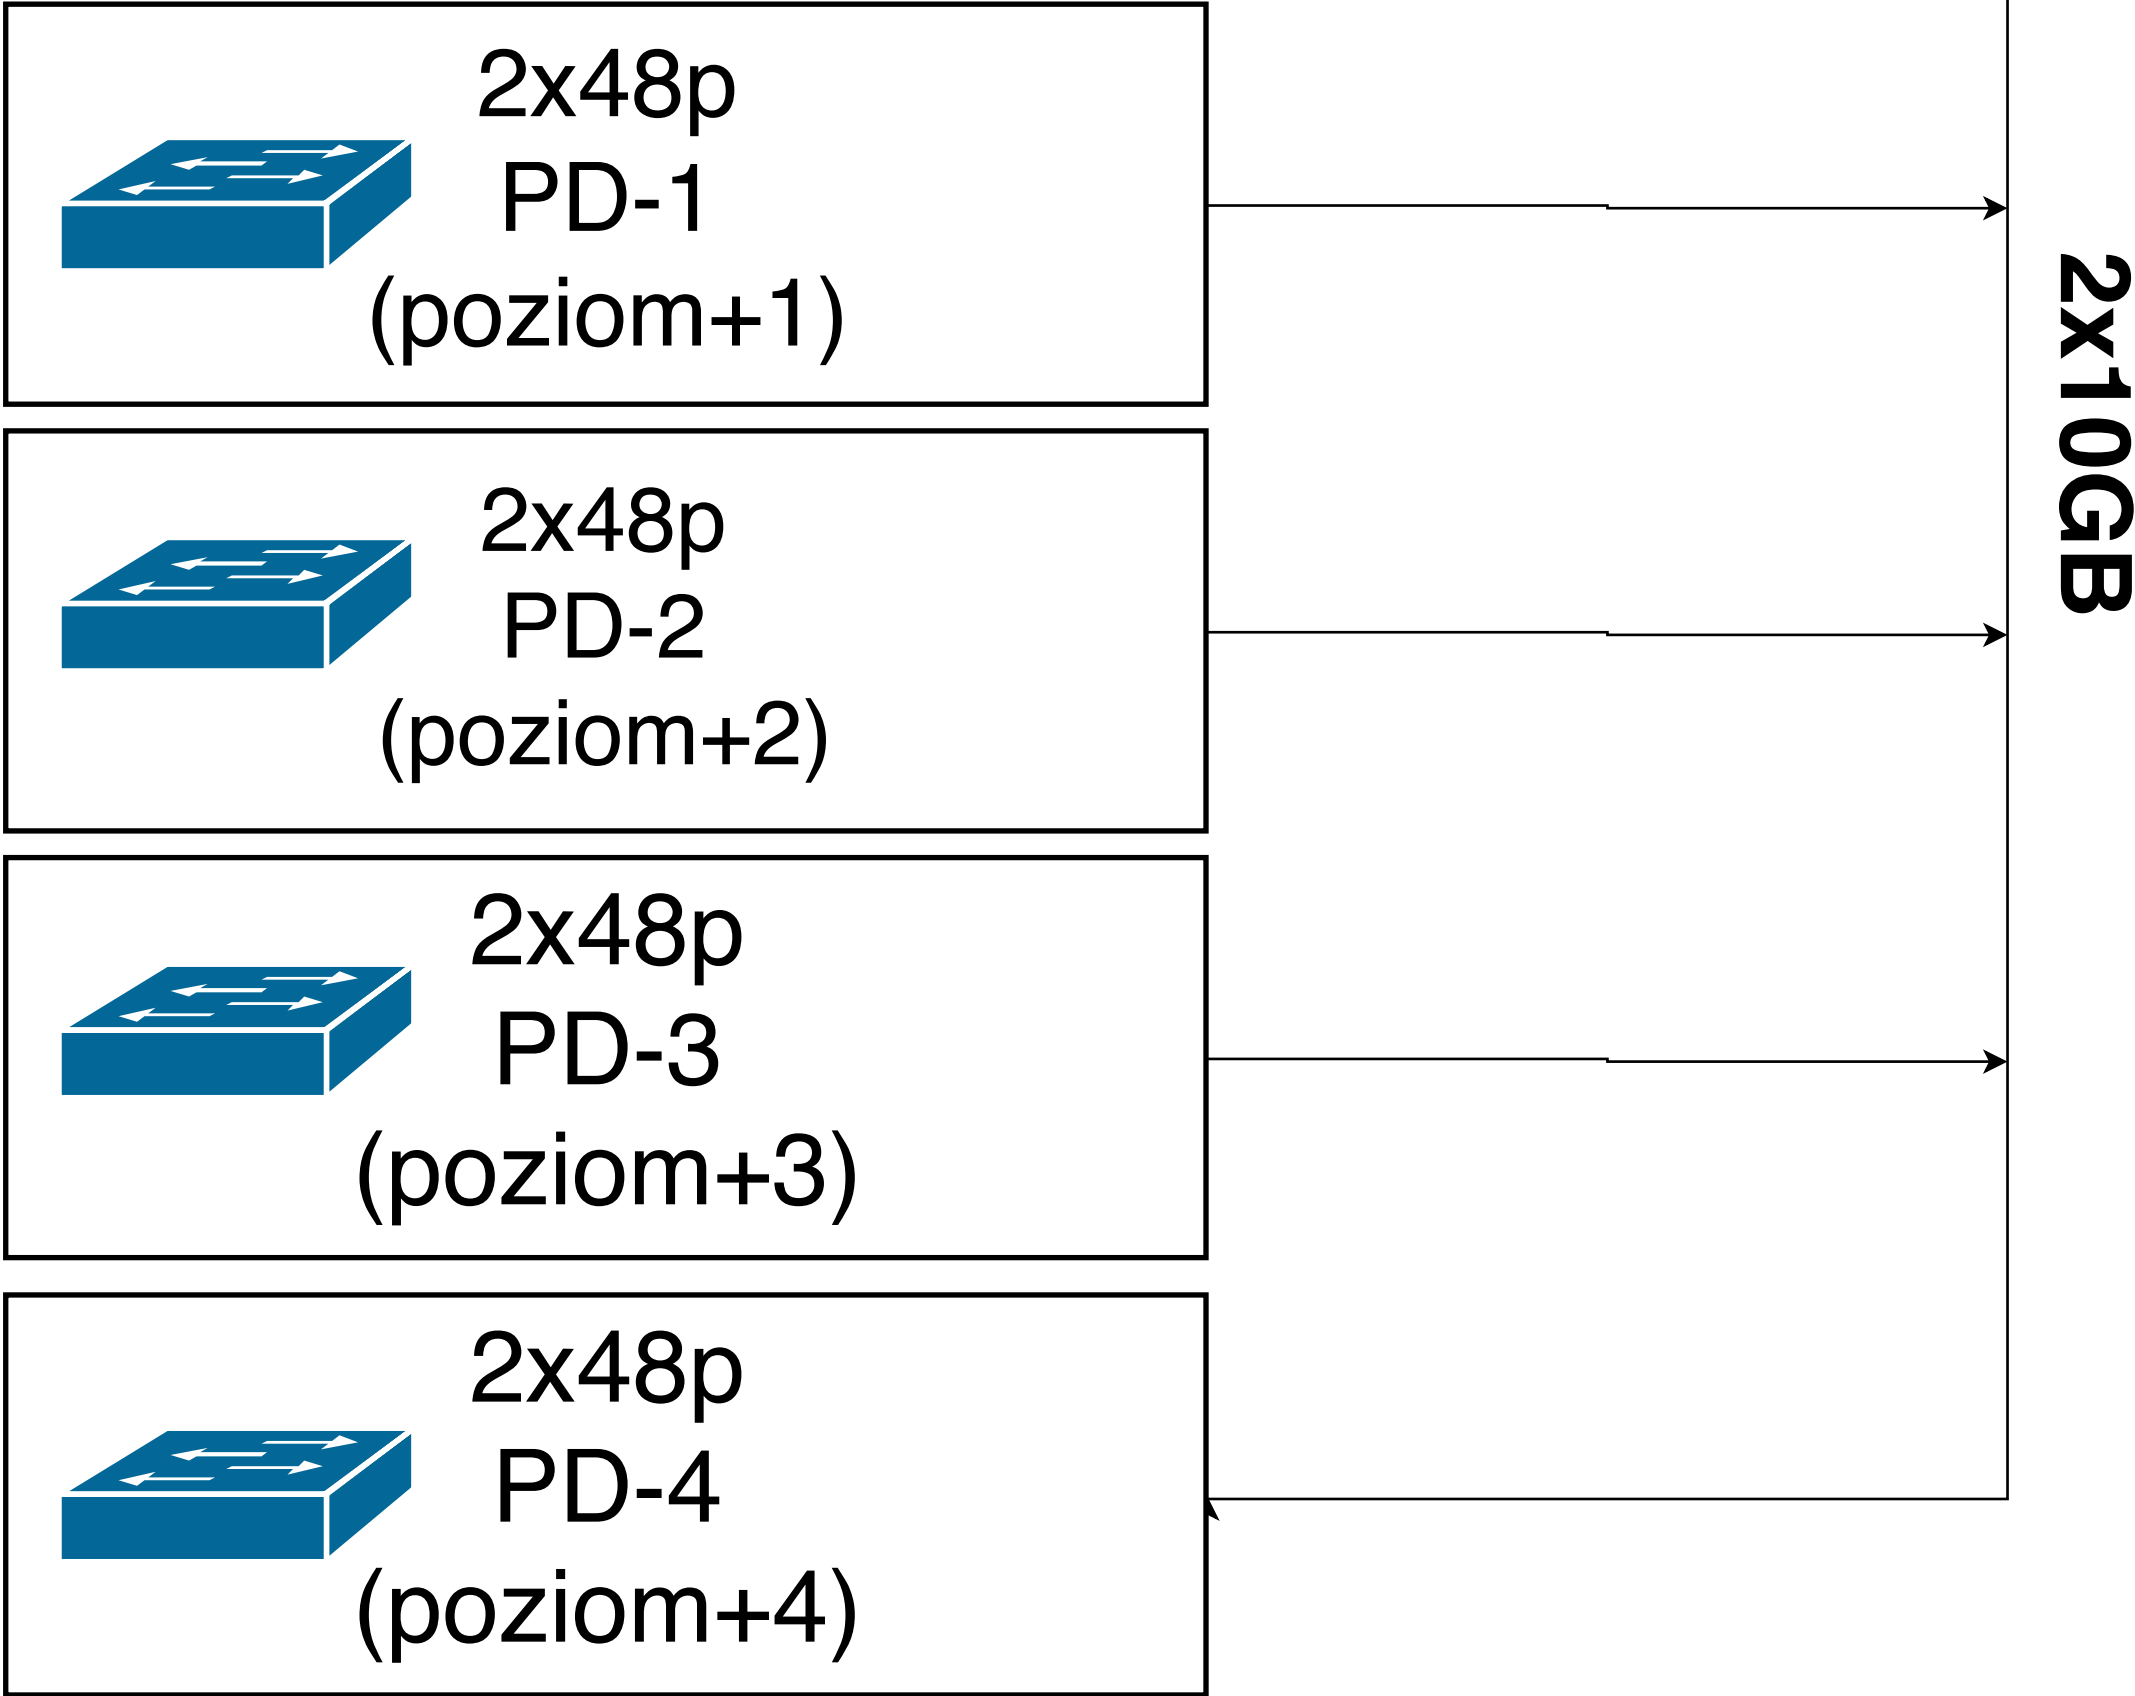 2x48p
PD-1
(poziom+1)
2x48p
PD-2
(poziom+2)
2x48p
PD-3
(poziom+3)
2x48p
PD-4
(poziom+4)
2x10GB